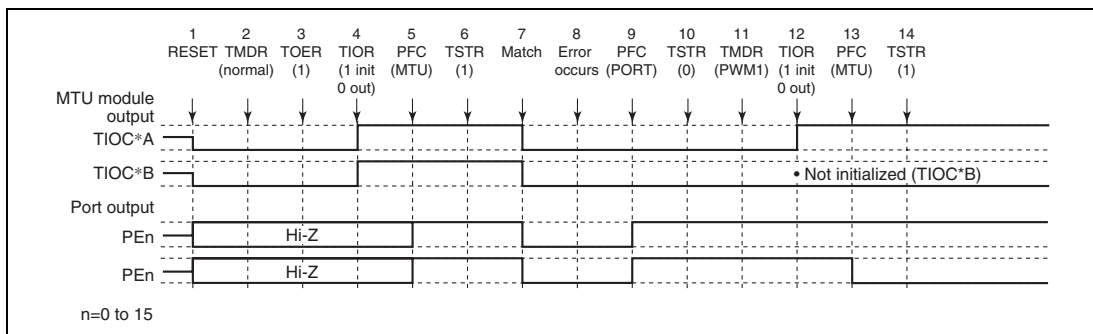 1 2 3 4 5 6 7 8 9 10 11 12 13 14
RESET TMDR TOER TIOR PFC TSTR Match Error PFC TSTR TMDR TIOR PFC TSTR
(normal) (1) (1 init (MTU) (1) occurs (PORT) (0) (PWM1) (1 init (MTU) (1)
0 out) 0 out)
MTU module
output
TIOC*A
TIOC*B
• Not initialized (TIOC*B)
Port output
PEn
Hi-Z
PEn
Hi-Z
n=0 to 15